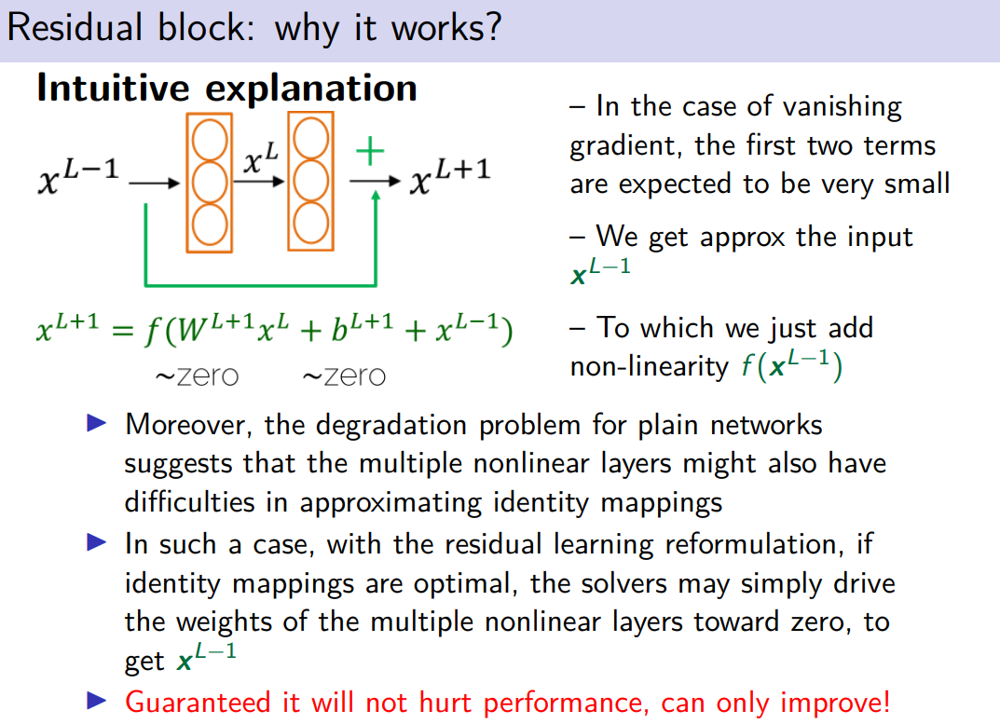 Residual block: why it works?
Intuitive explanation
x^{L−1} x^L + x^{L+1}
x^{L+1} = f(W^{L+1}x^L + b^{L+1} + x^{L−1})
~zero ~zero
– In the case of vanishing
gradient, the first two terms
are expected to be very small
– We get approx the input
x^{L−1}
– To which we just add
non-linearity f(x^{L−1})
▶ Moreover, the degradation problem for plain networks
suggests that the multiple nonlinear layers might also have
difficulties in approximating identity mappings
▶ In such a case, with the residual learning reformulation, if
identity mappings are optimal, the solvers may simply drive
the weights of the multiple nonlinear layers toward zero, to
get x^{L−1}
▶ Guaranteed it will not hurt performance, can only improve!